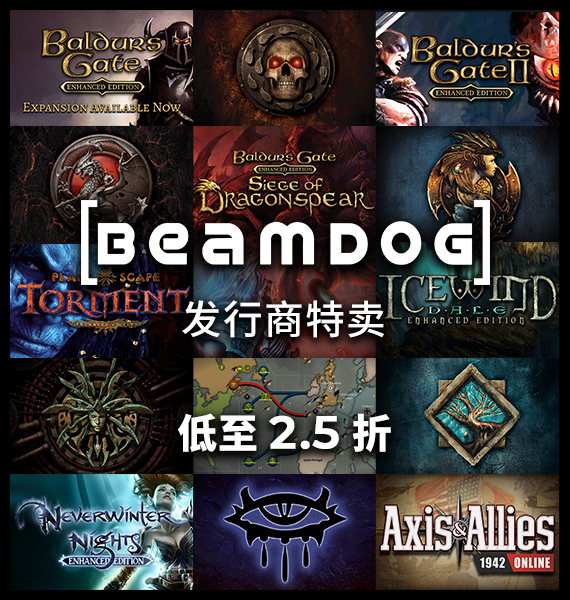 BALDUR'S
GATE
ENHANCED EDITION
EXPANSION AVAILABLE NOW
BALDUR'S
GATE II
ENHANCED EDITION
BALDUR'S GATE
ENHANCED EDITION
SIEGE OF
DRAGONSPEAR
[BEAMDOG]
PLANESCAPE
TORMENT
ICEWIND
DALE
ENHANCED EDITION
发行商特卖
低至 2.5 折
NEVERWINTER
NIGHTS
ENHANCED EDITION
Axis & Allies
1942 ONLINE